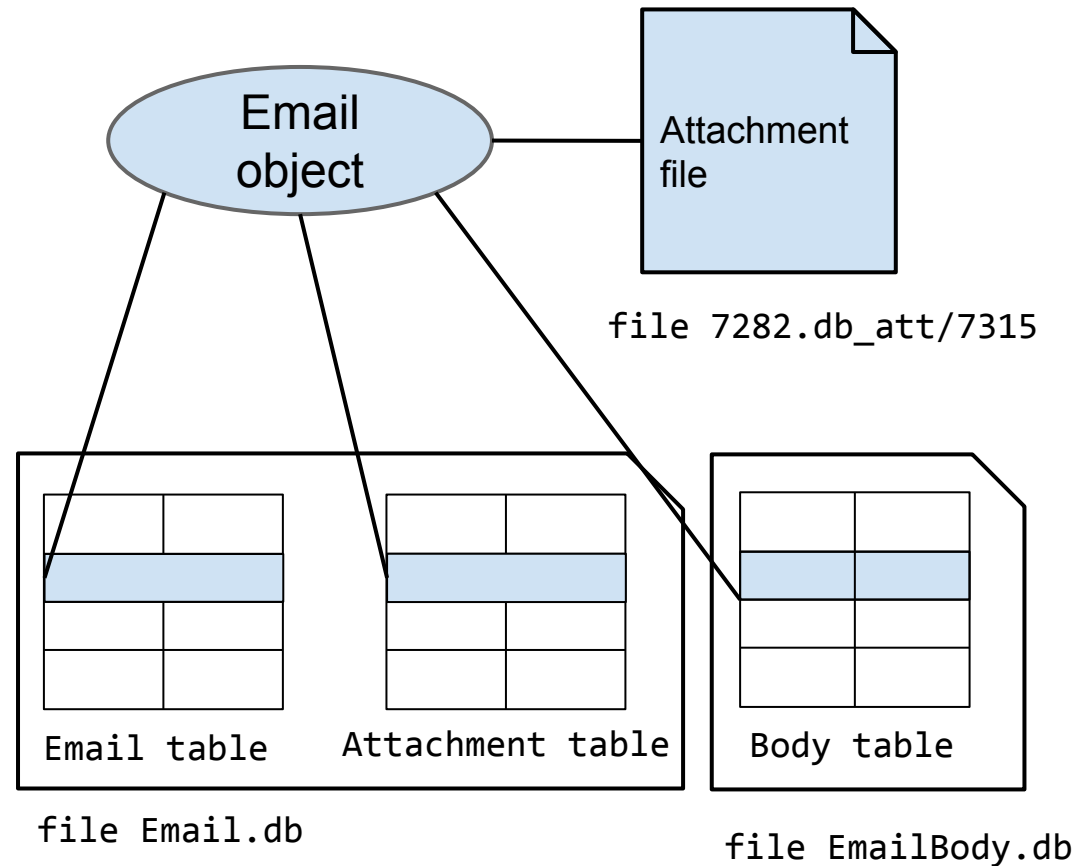 Email
object
Attachment
file
file 7282.db_att/7315
Email table
Attachment table
Body table
file Email.db
file EmailBody.db